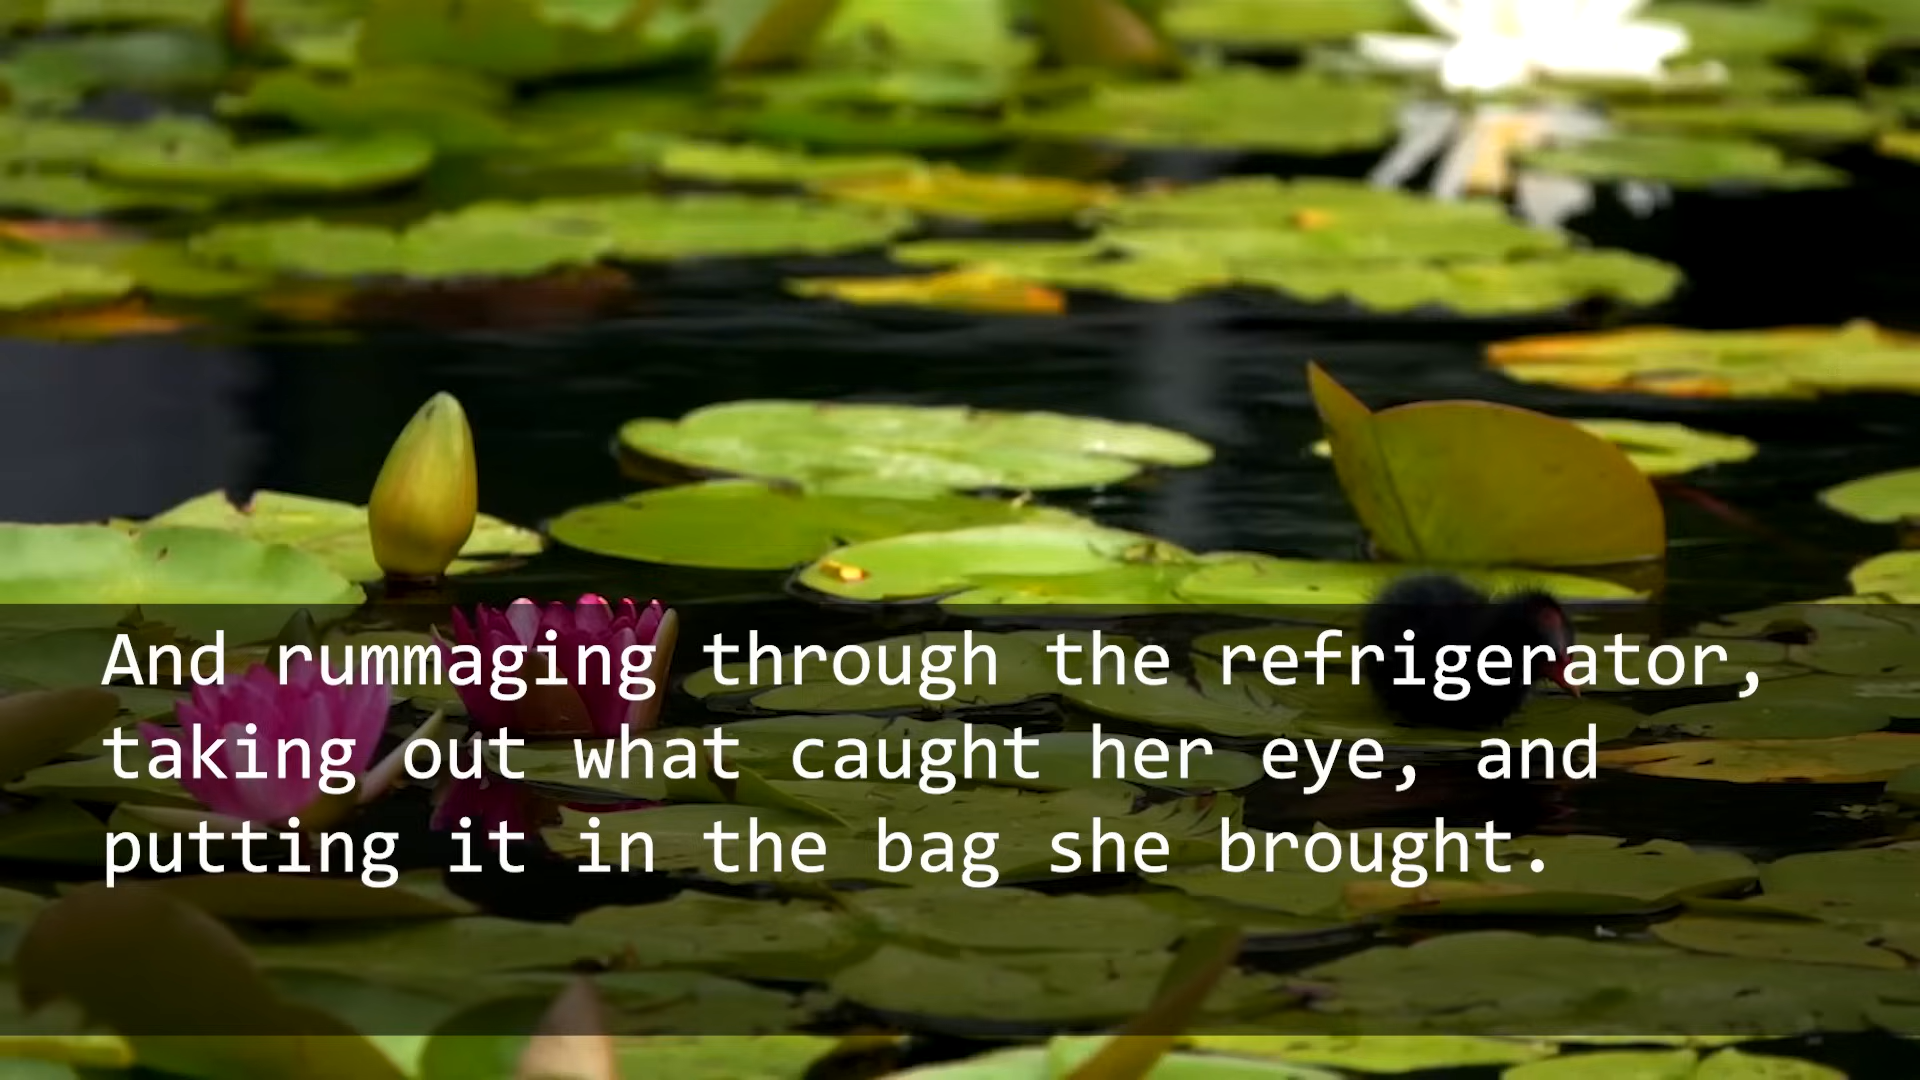 And rummaging through the refrigerator,
taking out what caught her eye, and
putting it in the bag she brought.